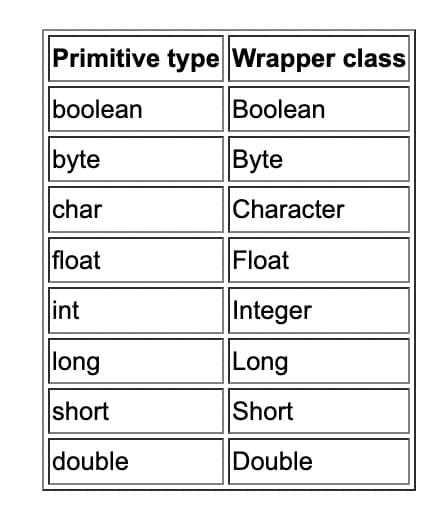 Primitive type Wrapper class
boolean Boolean
byte Byte
char Character
float Float
int Integer
long Long
short Short
double Double